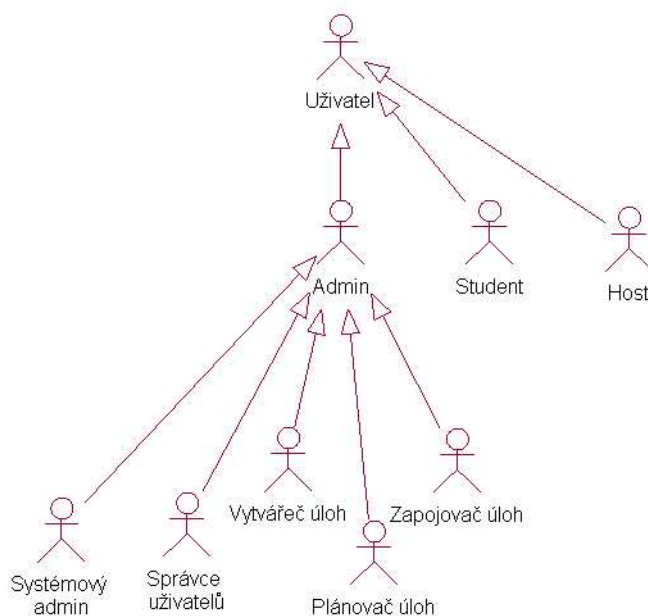 Uživatel
Admin
Student
Host
Vytvářeč úloh
Zapojovač úloh
Systémový
admin
Správce
uživatelů
Plánovač úloh